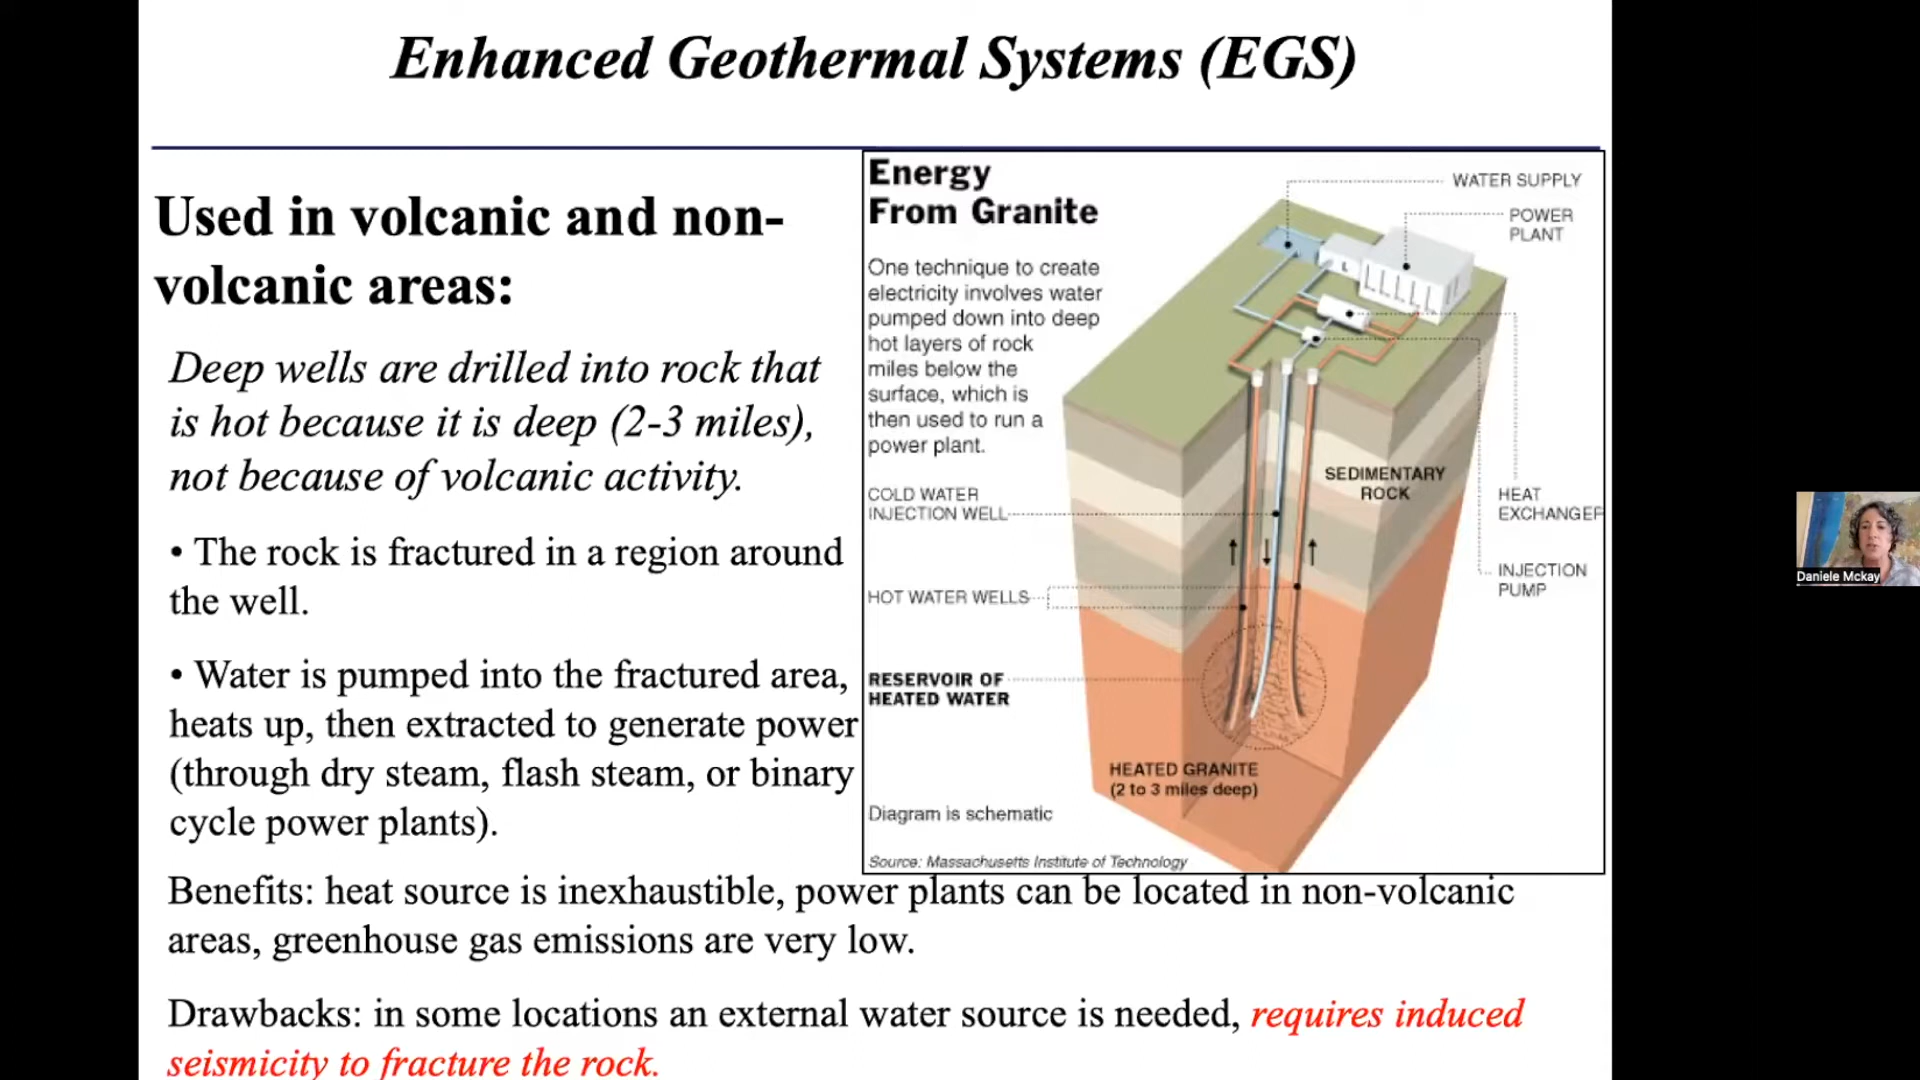 Enhanced Geothermal Systems (EGS)
Used in volcanic and non-
volcanic areas:
Deep wells are drilled into rock that
is hot because it is deep (2-3 miles),
not because of volcanic activity.
• The rock is fractured in a region around
the well.
• Water is pumped into the fractured area,
heats up, then extracted to generate power
(through dry steam, flash steam, or binary
cycle power plants).
Energy
From Granite
One technique to create
electricity involves water
pumped down into deep
hot layers of rock
miles below the
surface, which is
then used to run a
power plant.
COLD WATER
INJECTION WELL
HOT WATER WELLS
RESERVOIR OF
HEATED WATER
Diagram is schematic
Source: Massachusetts Institute of Technology
WATER SUPPLY
POWER
PLANT
SEDIMENTARY
ROCK
HEAT
EXCHANGER
INJECTION
PUMP
HEATED GRANITE
(2 to 3 miles deep)
Benefits: heat source is inexhaustible, power plants can be located in non-volcanic
areas, greenhouse gas emissions are very low.
Drawbacks: in some locations an external water source is needed, requires induced
seismicity to fracture the rock.
Daniele Mckay